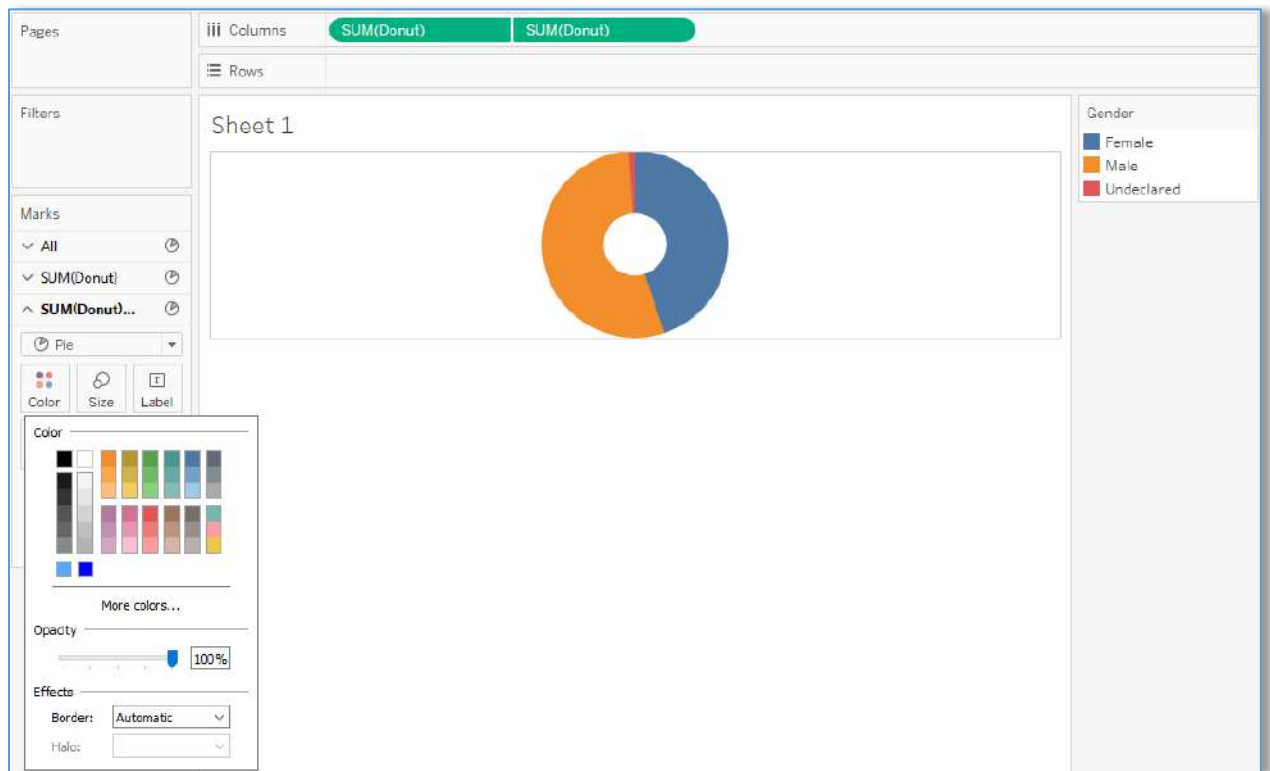 Pages
Columns
SUM(Donut) SUM(Donut)
Rows
Filters
Sheet 1
Gender
Female
Male
Undeclared
Marks
All
SUM(Donut)
SUM(Donut)...
Pie
Color Size Label
Color
More colors...
Opacity
100%
Effects
Border: Automatic
Halo: